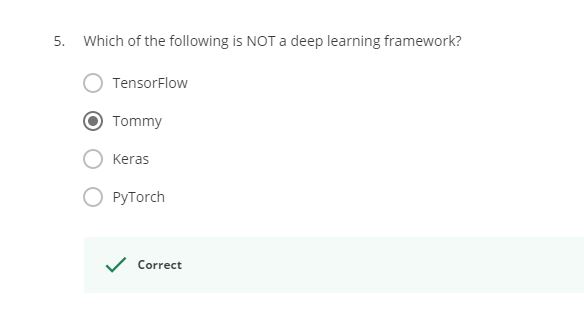 5. Which of the following is NOT a deep learning framework?
TensorFlow
Tommy
Keras
PyTorch
Correct